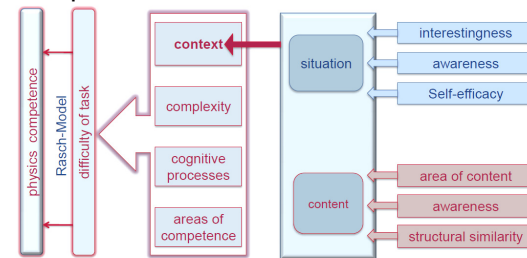 physics competence
Rasch-Model
difficulty of task
context
complexity
cognitive
processes
areas of
competence
situation
content
interestingness
awareness
Self-efficacy
area of content
awareness
structural similarity